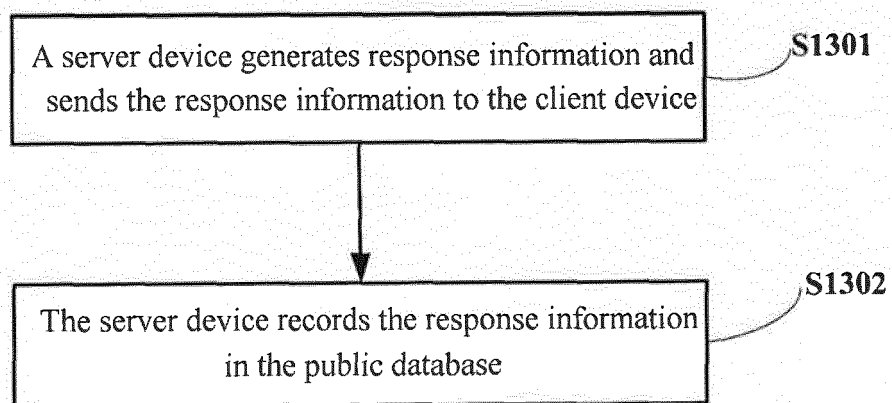 A server device generates response information and
sends the response information to the client device
S1301
The server device records the response information
in the public database
S1302